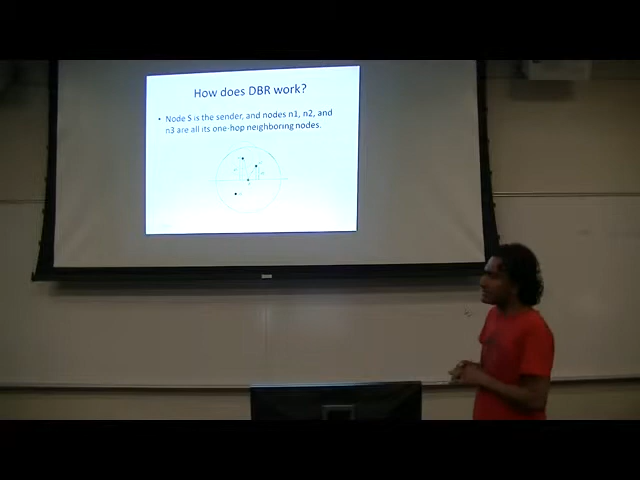 How does DBR work?
• Node S is the sender, and nodes n1, n2, and
n3 are all its one-hop neighboring nodes.